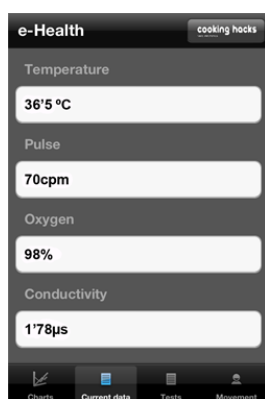 e-Health
cooking hacks
Temperature
36'5 ºC
Pulse
70cpm
Oxygen
98%
Conductivity
1'78µs
Charts
Current data
Tests
Movement